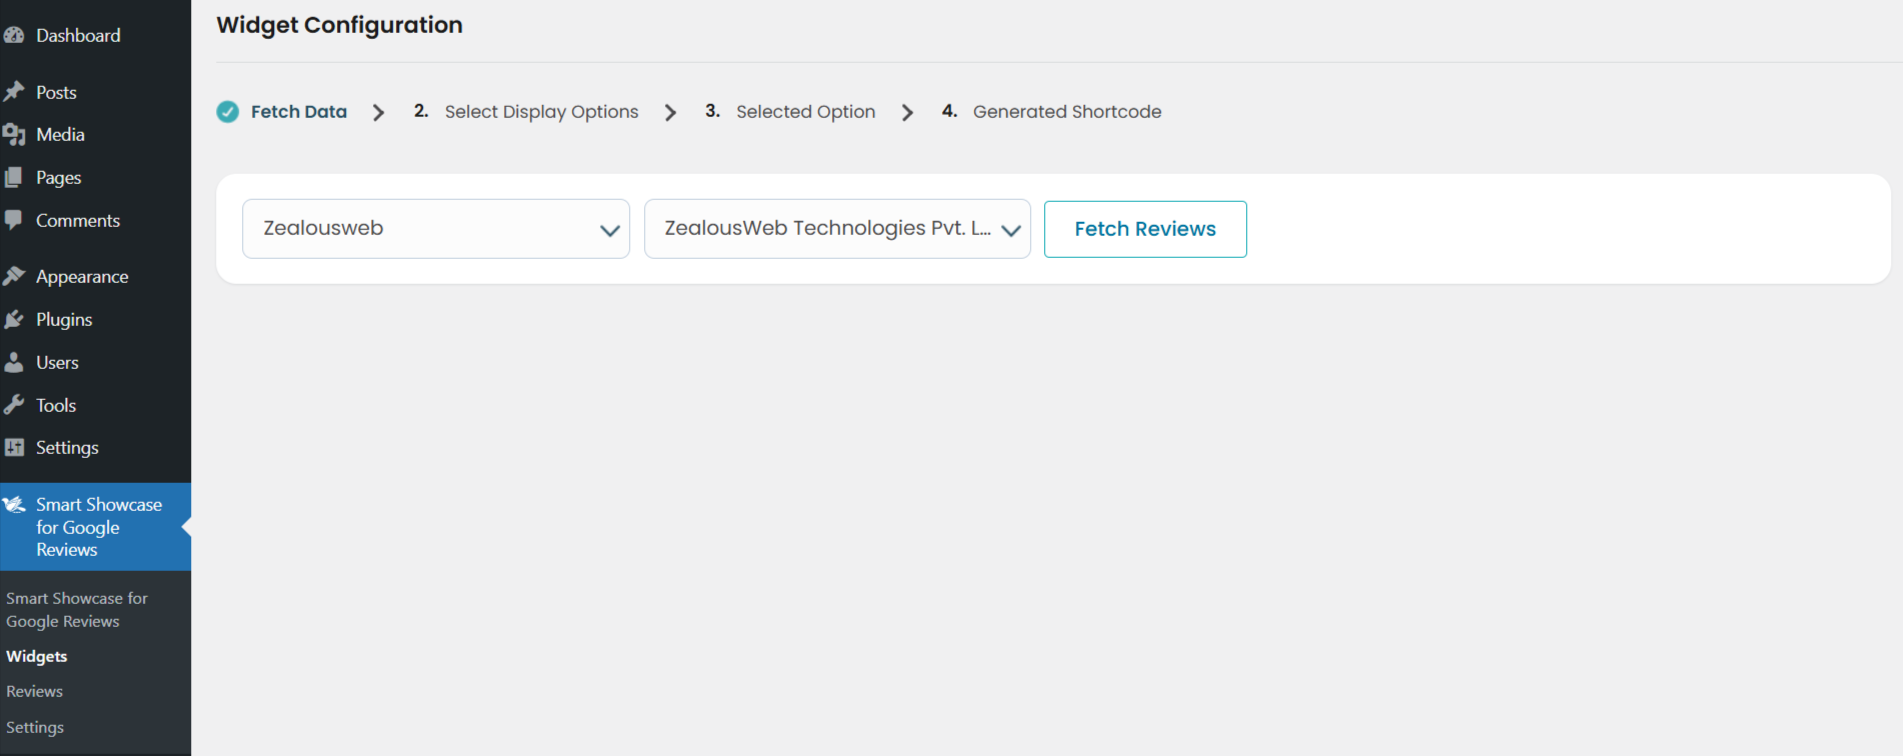 Dashboard
Posts
Media
Pages
Comments
Appearance
Plugins
Users
Tools
Settings
Smart Showcase
for Google
Reviews
Smart Showcase for
Google Reviews
Widgets
Reviews
Settings
Widget Configuration
Fetch Data 2. Select Display Options 3. Selected Option 4. Generated Shortcode
Zealousweb ZealousWeb Technologies Pvt. L... Fetch Reviews